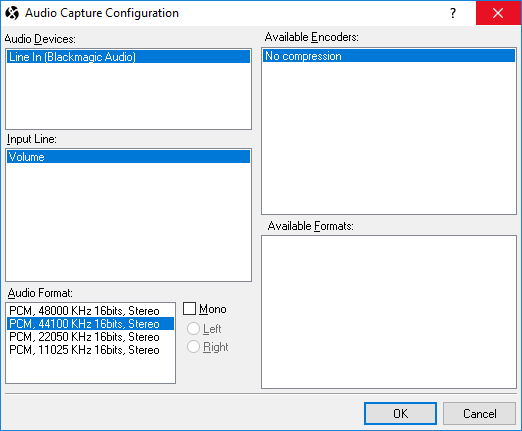 Audio Capture Configuration
?
Audio Devices:
Line In (Blackmagic Audio)
Input Line:
Volume
Audio Format:
PCM, 48000 KHz 16bits, Stereo
PCM, 44100 KHz 16bits, Stereo
PCM, 22050 KHz 16bits, Stereo
PCM, 11025 KHz 16bits, Stereo
Mono
Left
Right
Available Encoders:
No compression
Available Formats:
OK
Cancel